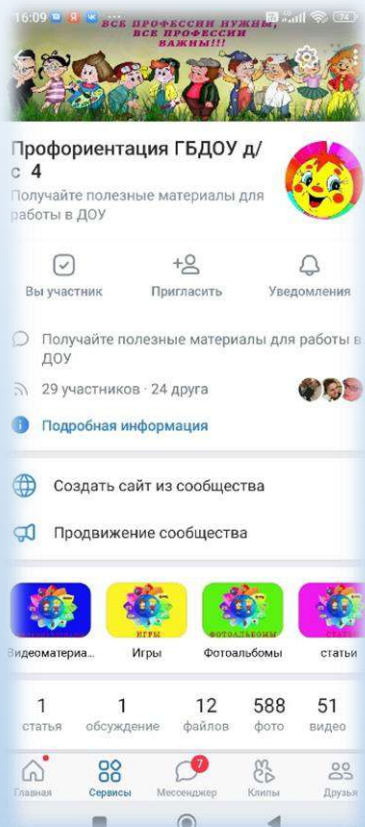 16:09
ВСЕ ПРОФЕССИИ НУЖНЫ,
ВСЕ ПРОФЕССИИ
ВАЖНЫ!!!
Профориентация ГБДОУ д/
с 4
Получайте полезные материалы для
работы в ДОУ
Вы участник Пригласить Уведомления
Получайте полезные материалы для работы в
ДОУ
29 участников · 24 друга
Подробная информация
Создать сайт из сообщества
Продвижение сообщества
ИГРЫ ФОТОАЛЬБОМЫ
Видеоматериа... Игры Фотоальбомы статьи
1 1 12 588 51
статья обсуждение файлов фото видео
7
Главная Сервисы Мессенджер Клипы Друзья